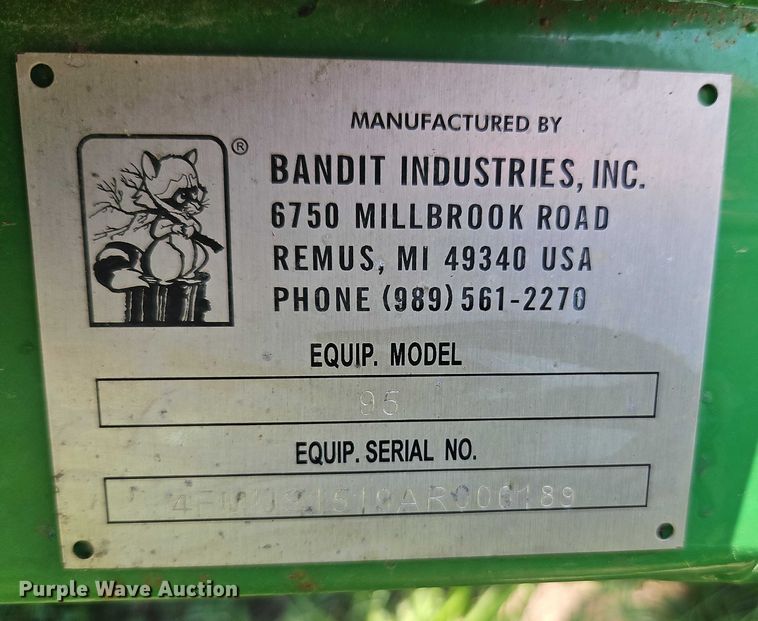 MANUFACTURED BY
®
BANDIT INDUSTRIES, INC.
6750 MILLBROOK ROAD
REMUS, MI 49340 USA
PHONE (989) 561-2270
EQUIP. MODEL
95
EQUIP. SERIAL NO.
Purple Wave Auction